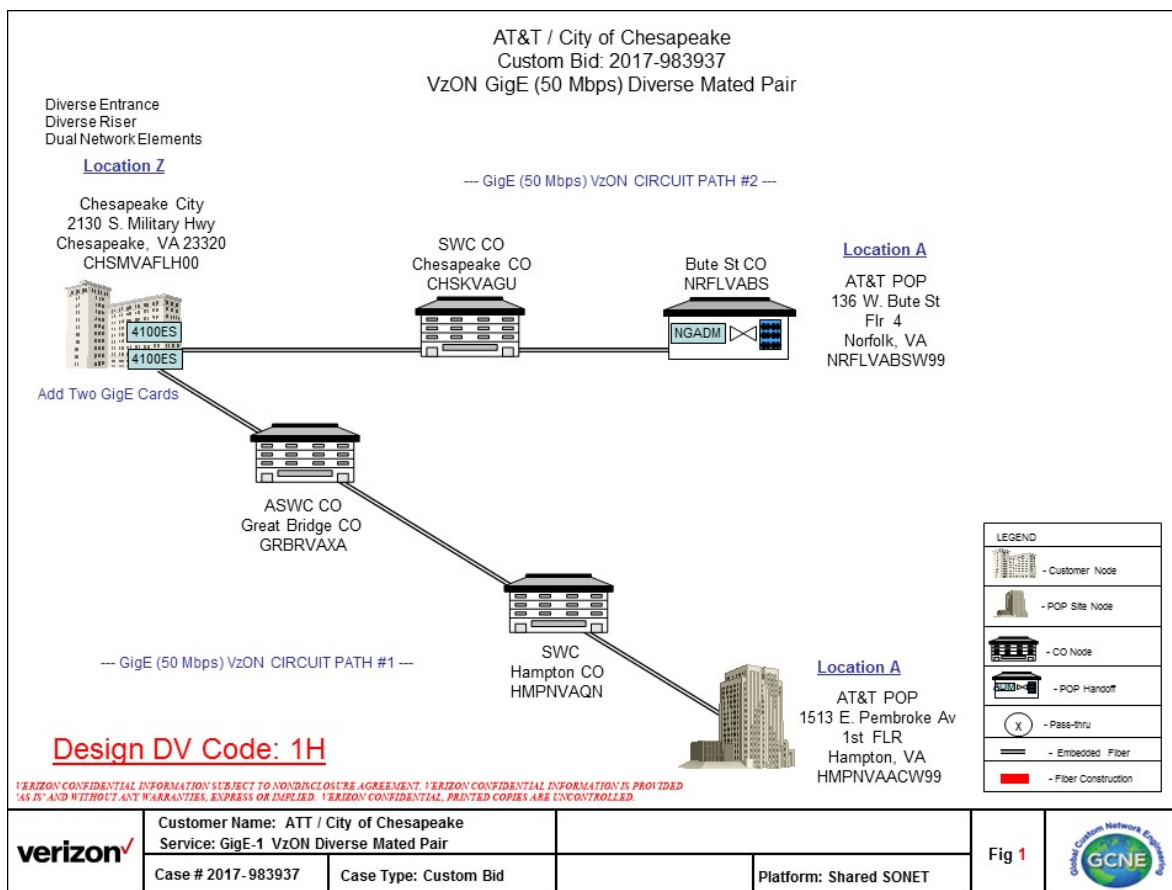 AT&T / City of Chesapeake
Custom Bid: 2017-983937
VzON GigE (50 Mbps) Diverse Mated Pair
Diverse Entrance
Diverse Riser
Dual Network Elements
Location Z
Chesapeake City
2130 S. Military Hwy
Chesapeake, VA 23320
CHSMVAFLH00
4100ES
4100ES
Add Two GigE Cards
--- GigE (50 Mbps) VzON CIRCUIT PATH #2 ---
SWC CO
Chesapeake CO
CHSKVAGU
Bute St CO
NRFLVABS
NGADM
Location A
AT&T POP
136 W. Bute St
Flr 4
Norfolk, VA
NRFLVABSW99
ASWC CO
Great Bridge CO
GRBRVAXA
SWC
Hampton CO
HMPNVAQN
--- GigE (50 Mbps) VzON CIRCUIT PATH #1 ---
Location A
AT&T POP
1513 E. Pembroke Av
1st FLR
Hampton, VA
HMPNVAACW99
LEGEND
- Customer Node
- POP Site Node
- CO Node
- POP Handoff
X - Pass-thru
- Embedded Fiber
- Fiber Construction
Design DV Code: 1H
VERIZON CONFIDENTIAL INFORMATION SUBJECT TO NONDISCLOSURE AGREEMENT. VERIZON CONFIDENTIAL INFORMATION IS PROVIDED
'AS IS' AND WITHOUT ANY WARRANTIES, EXPRESS OR IMPLIED. VERIZON CONFIDENTIAL, PRINTED COPIES ARE UNCONTROLLED.
verizon
Customer Name: ATT / City of Chesapeake
Service: GigE-1 VzON Diverse Mated Pair
Case # 2017- 983937
Case Type: Custom Bid
Platform: Shared SONET
Fig 1
Global Custom Network Engineering
GCNE